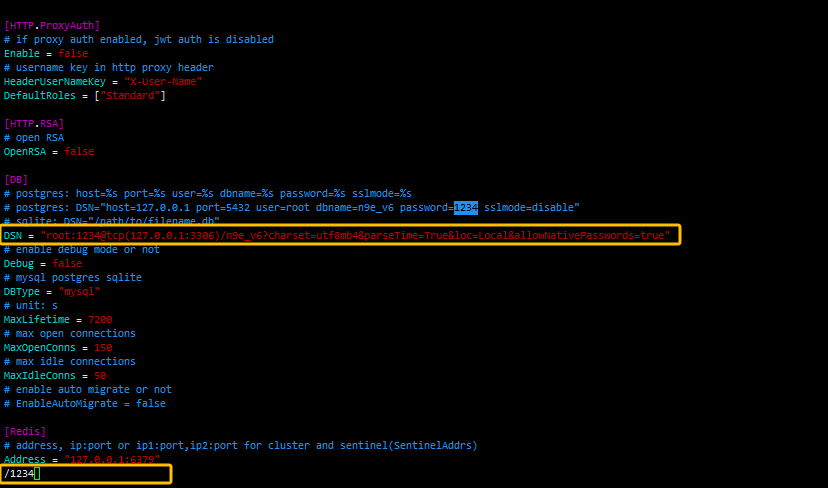 [HTTP.ProxyAuth]
# if proxy auth enabled, jwt auth is disabled
Enable = false
# username key in http proxy header
HeaderUserNameKey = "X-User-Name"
DefaultRoles = ["Standard"]
[HTTP.RSA]
# open RSA
OpenRSA = false
[DB]
# postgres: host=%s port=%s user=%s dbname=%s password=%s sslmode=%s
# postgres: DSN="host=127.0.0.1 port=5432 user=root dbname=n9e_v6 password=1234 sslmode=disable"
# sqlite: DSN="/path/to/filename.db"
DSN = "root:1234@tcp(127.0.0.1:3306)/n9e_v6?charset=utf8mb4&parseTime=True&loc=Local&allowNativePasswords=true"
# enable debug mode or not
Debug = false
# mysql postgres sqlite
DBType = "mysql"
# unit: s
MaxLifetime = 7200
# max open connections
MaxOpenConns = 150
# max idle connections
MaxIdleConns = 50
# enable auto migrate or not
# EnableAutoMigrate = false
[Redis]
# address, ip:port or ip1:port,ip2:port for cluster and sentinel(SentinelAddrs)
Address = "127.0.0.1:6379"
/1234